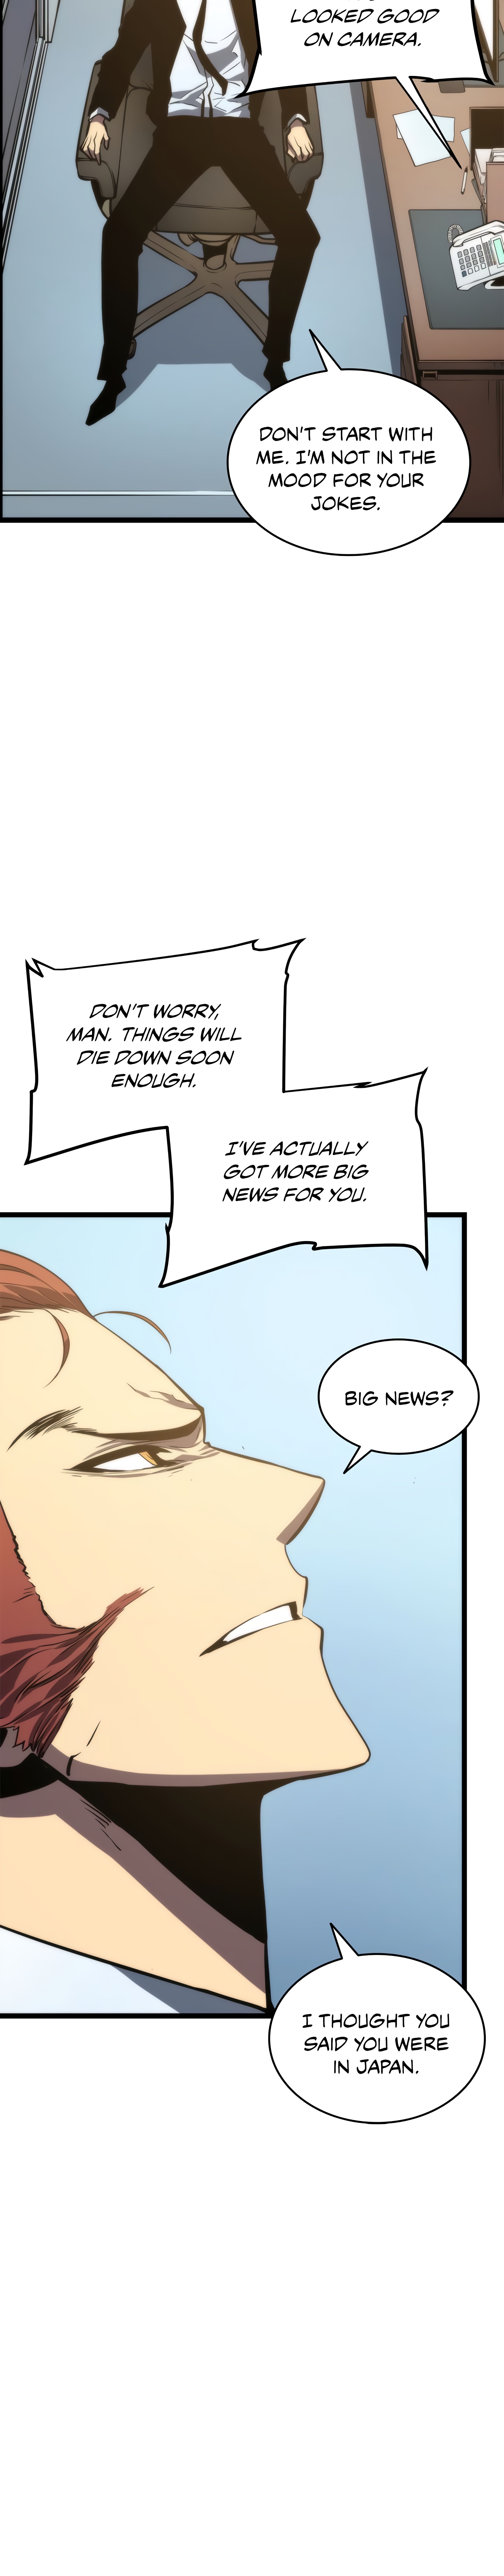 LOOKED GOOD
ON CAMERA.
DON'T START WITH
ME. I'M NOT IN THE
MOOD FOR YOUR
JOKES.
DON'T WORRY,
MAN. THINGS WILL
DIE DOWN SOON
ENOUGH.
I'VE ACTUALLY
GOT MORE BIG
NEWS FOR YOU.
BIG NEWS?
I THOUGHT YOU
SAID YOU WERE
IN JAPAN.